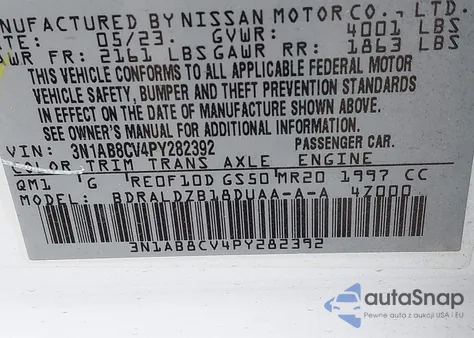 NUFACTURED BY NISSAN MOTOR CO., LTD.
TE: 05/23. GVWR: 4001 LBS
WR FR: 2161 LBS GAWR RR: 1863 LBS
THIS VEHICLE CONFORMS TO ALL APPLICABLE FEDERAL MOTOR
VEHICLE SAFETY, BUMPER AND THEFT PREVENTION STANDARDS
IN EFFECT ON THE DATE OF MANUFACTURE SHOWN ABOVE.
SEE OWNER'S MANUAL FOR ADDITIONAL INFORMATION.
VIN: 3N1AB8CV4PY282392 PASSENGER CAR.
COLOR TRIM TRANS AXLE ENGINE
QM1 G RE0F10D GS50 MR20 1997 CC
MODEL: BDRALDZB18DUAA-A-A 4Z000
3N1AB8CV4PY282392
autoSnap
Pewne auta z aukcji USA i EU